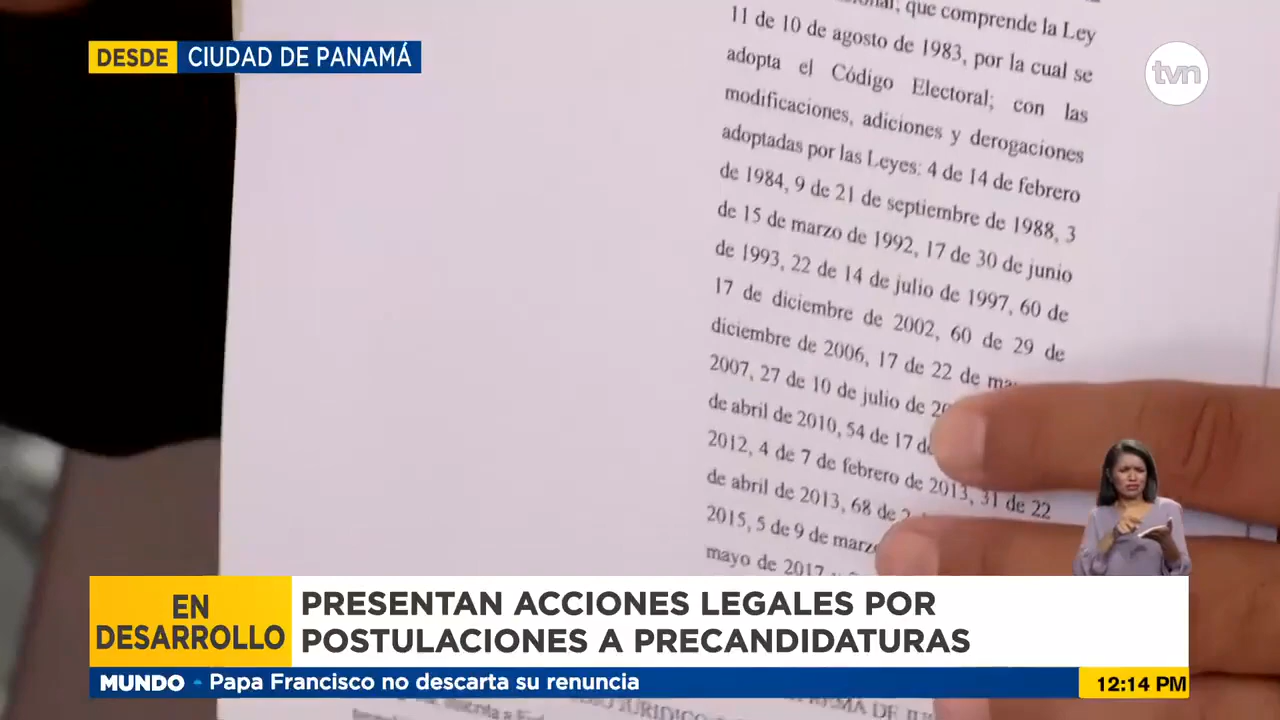 DESDE CIUDAD DE PANAMÁ
tvn
que comprende la Ley
11 de 10 de agosto de 1983, por la cual se
adopta el Código Electoral; con las
modificaciones, adiciones y derogaciones
adoptadas por las Leyes: 4 de 14 de febrero
de 1984, 9 de 21 de septiembre de 1988, 3
de 15 de marzo de 1992, 17 de 30 de junio
de 1993, 22 de 14 de julio de 1997, 60 de
17 de diciembre de 2002, 60 de 29 de
diciembre de 2006, 17 de 22 de
2007, 27 de 10 de julio de
de abril de 2010, 54 de 17
2012, 4 de 7 de febrero de 2013, 31 de 22
de abril de 2013, 68 de
2015, 5 de 9 de marzo
mayo de 2017
EN DESARROLLO
PRESENTAN ACCIONES LEGALES POR
POSTULACIONES A PRECANDIDATURAS
MUNDO - Papa Francisco no descarta su renuncia
12:14 PM